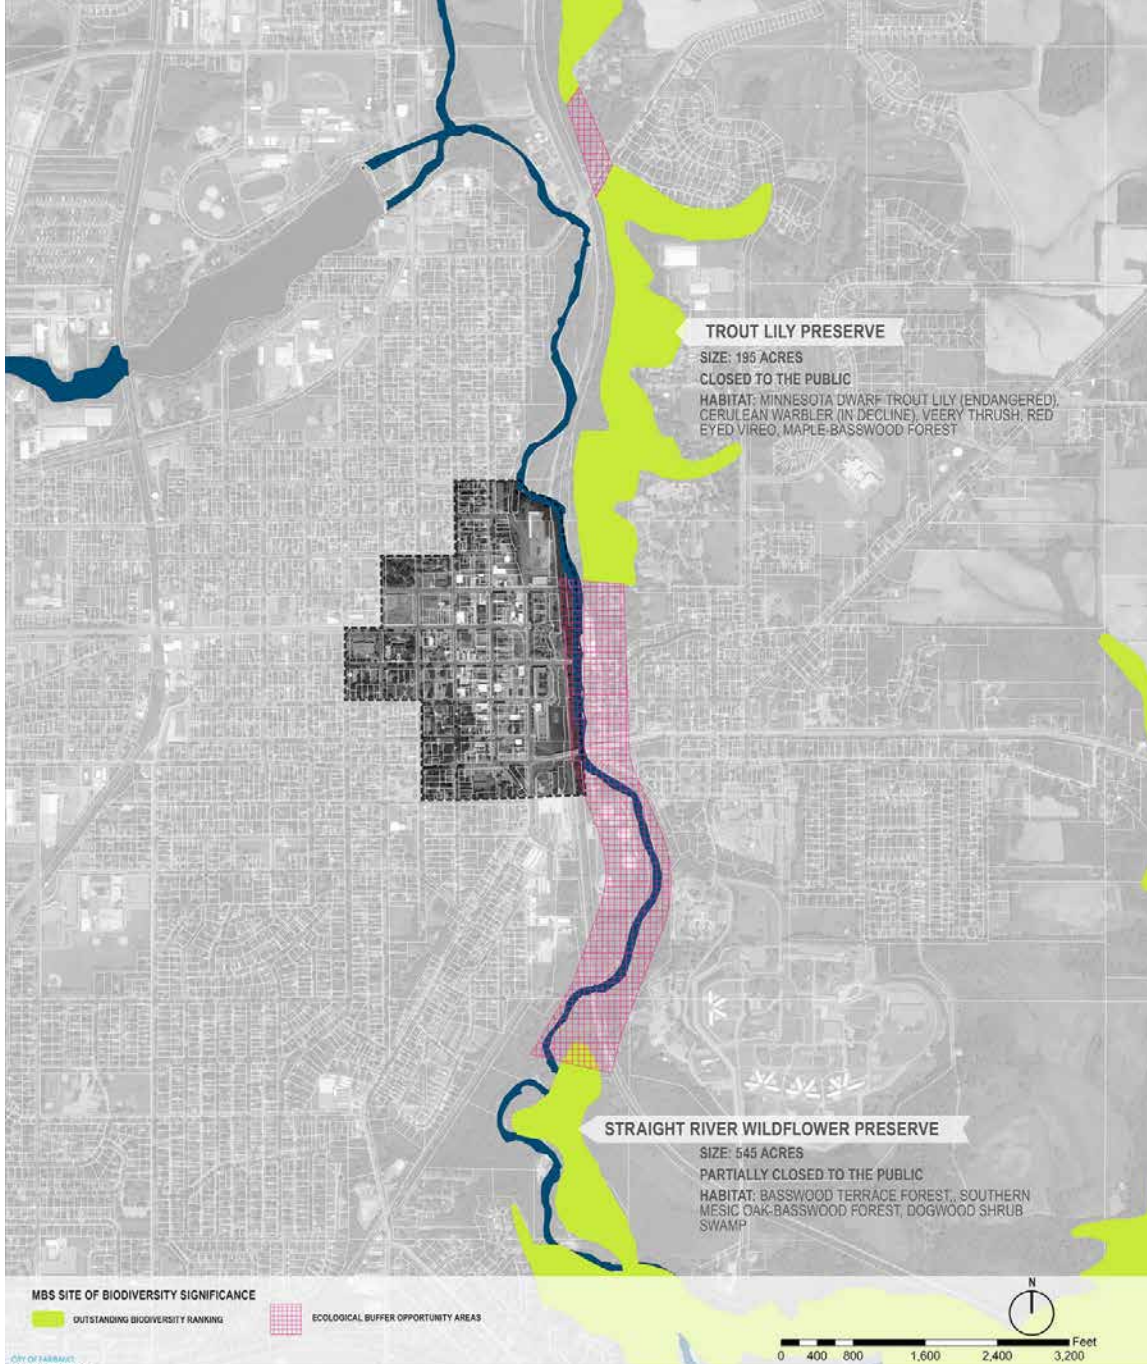 TROUT LILY PRESERVE
SIZE: 195 ACRES
CLOSED TO THE PUBLIC
HABITAT: MINNESOTA DWARF TROUT LILY (ENDANGERED),
CERULEAN WARBLER (IN DECLINE), VEERY THRUSH, RED
EYED VIREO, MAPLE-BASSWOOD FOREST
STRAIGHT RIVER WILDFLOWER PRESERVE
SIZE: 545 ACRES
PARTIALLY CLOSED TO THE PUBLIC
HABITAT: BASSWOOD TERRACE FOREST,, SOUTHERN
MESIC OAK-BASSWOOD FOREST, DOGWOOD SHRUB
SWAMP
MBS SITE OF BIODIVERSITY SIGNIFICANCE
OUTSTANDING BIODIVERSITY RANKING
ECOLOGICAL BUFFER OPPORTUNITY AREAS
N
Feet
0 400 800 1,600 2,400 3,200
CITY OF FARIBAULT